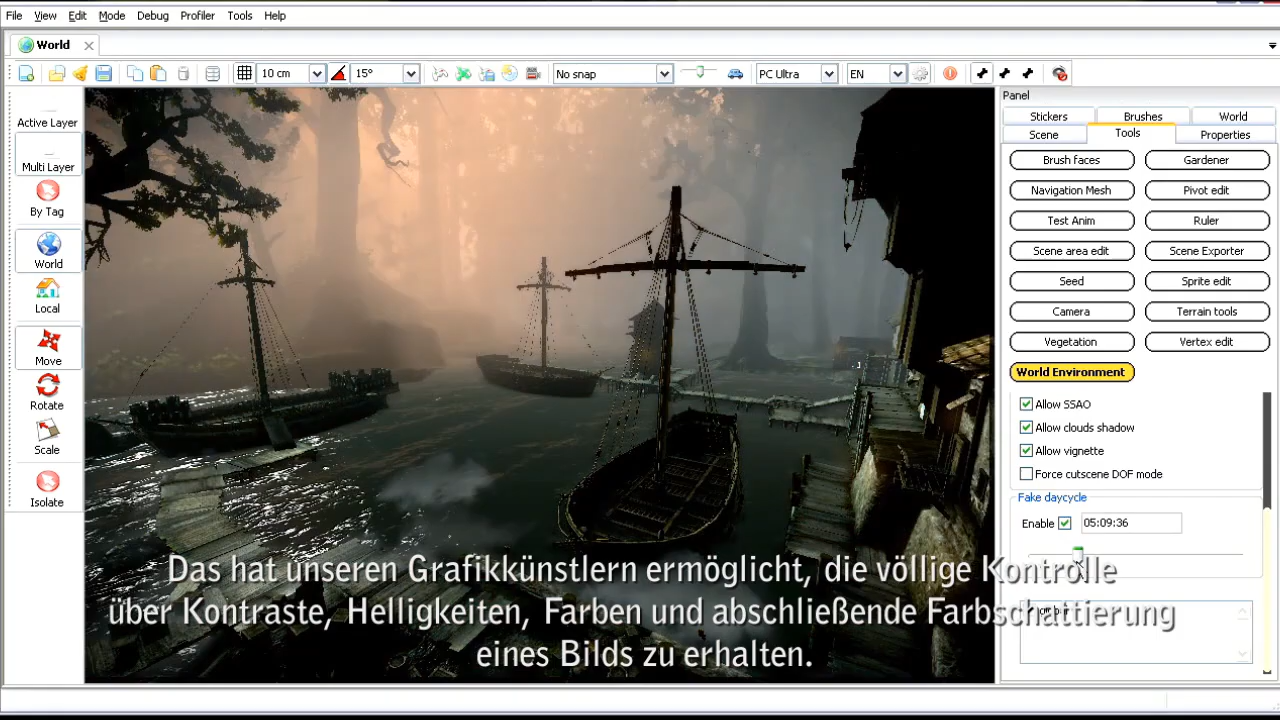 File View Edit Mode Debug Profiler Tools Help
World
10 cm 15° No snap PC Ultra EN
Panel
Stickers Brushes World
Scene Tools Properties
Active Layer
Multi Layer
By Tag
World
Local
Move
Rotate
Scale
Isolate
Brush faces Gardener
Navigation Mesh Pivot edit
Test Anim Ruler
Scene area edit Scene Exporter
Seed Sprite edit
Camera Terrain tools
Vegetation Vertex edit
World Environment
Allow SSAO
Allow clouds shadow
Allow vignette
Force cutscene DOF mode
Fake daycycle
Enable 05:09:36
Das hat unseren Grafikkünstlern ermöglicht, die völlige Kontrolle
über Kontraste, Helligkeiten, Farben und abschließende Farbschattierung
eines Bilds zu erhalten.